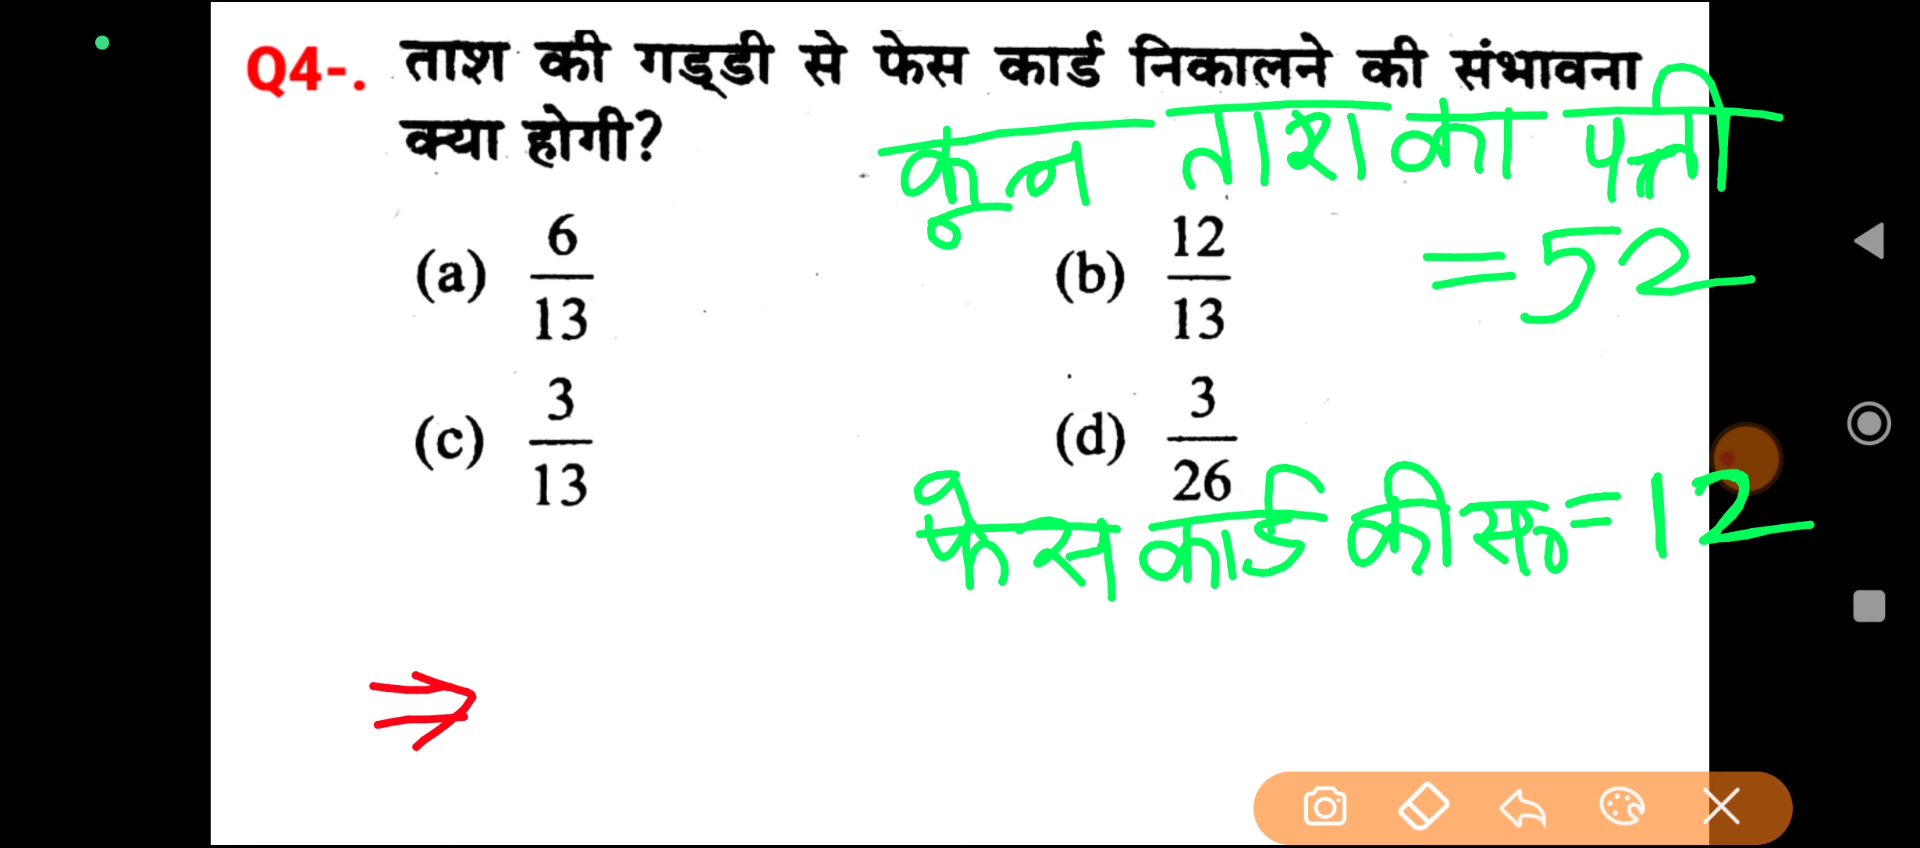 Q4-. ताश की गड्डी से फेस कार्ड निकालने की संभावना
क्या होगी?
कूल ताश का पत्ती
= 52
(a) 6/13
(b) 12/13
(c) 3/13
(d) 3/26
फेस कार्ड की सं० = 12
⇒